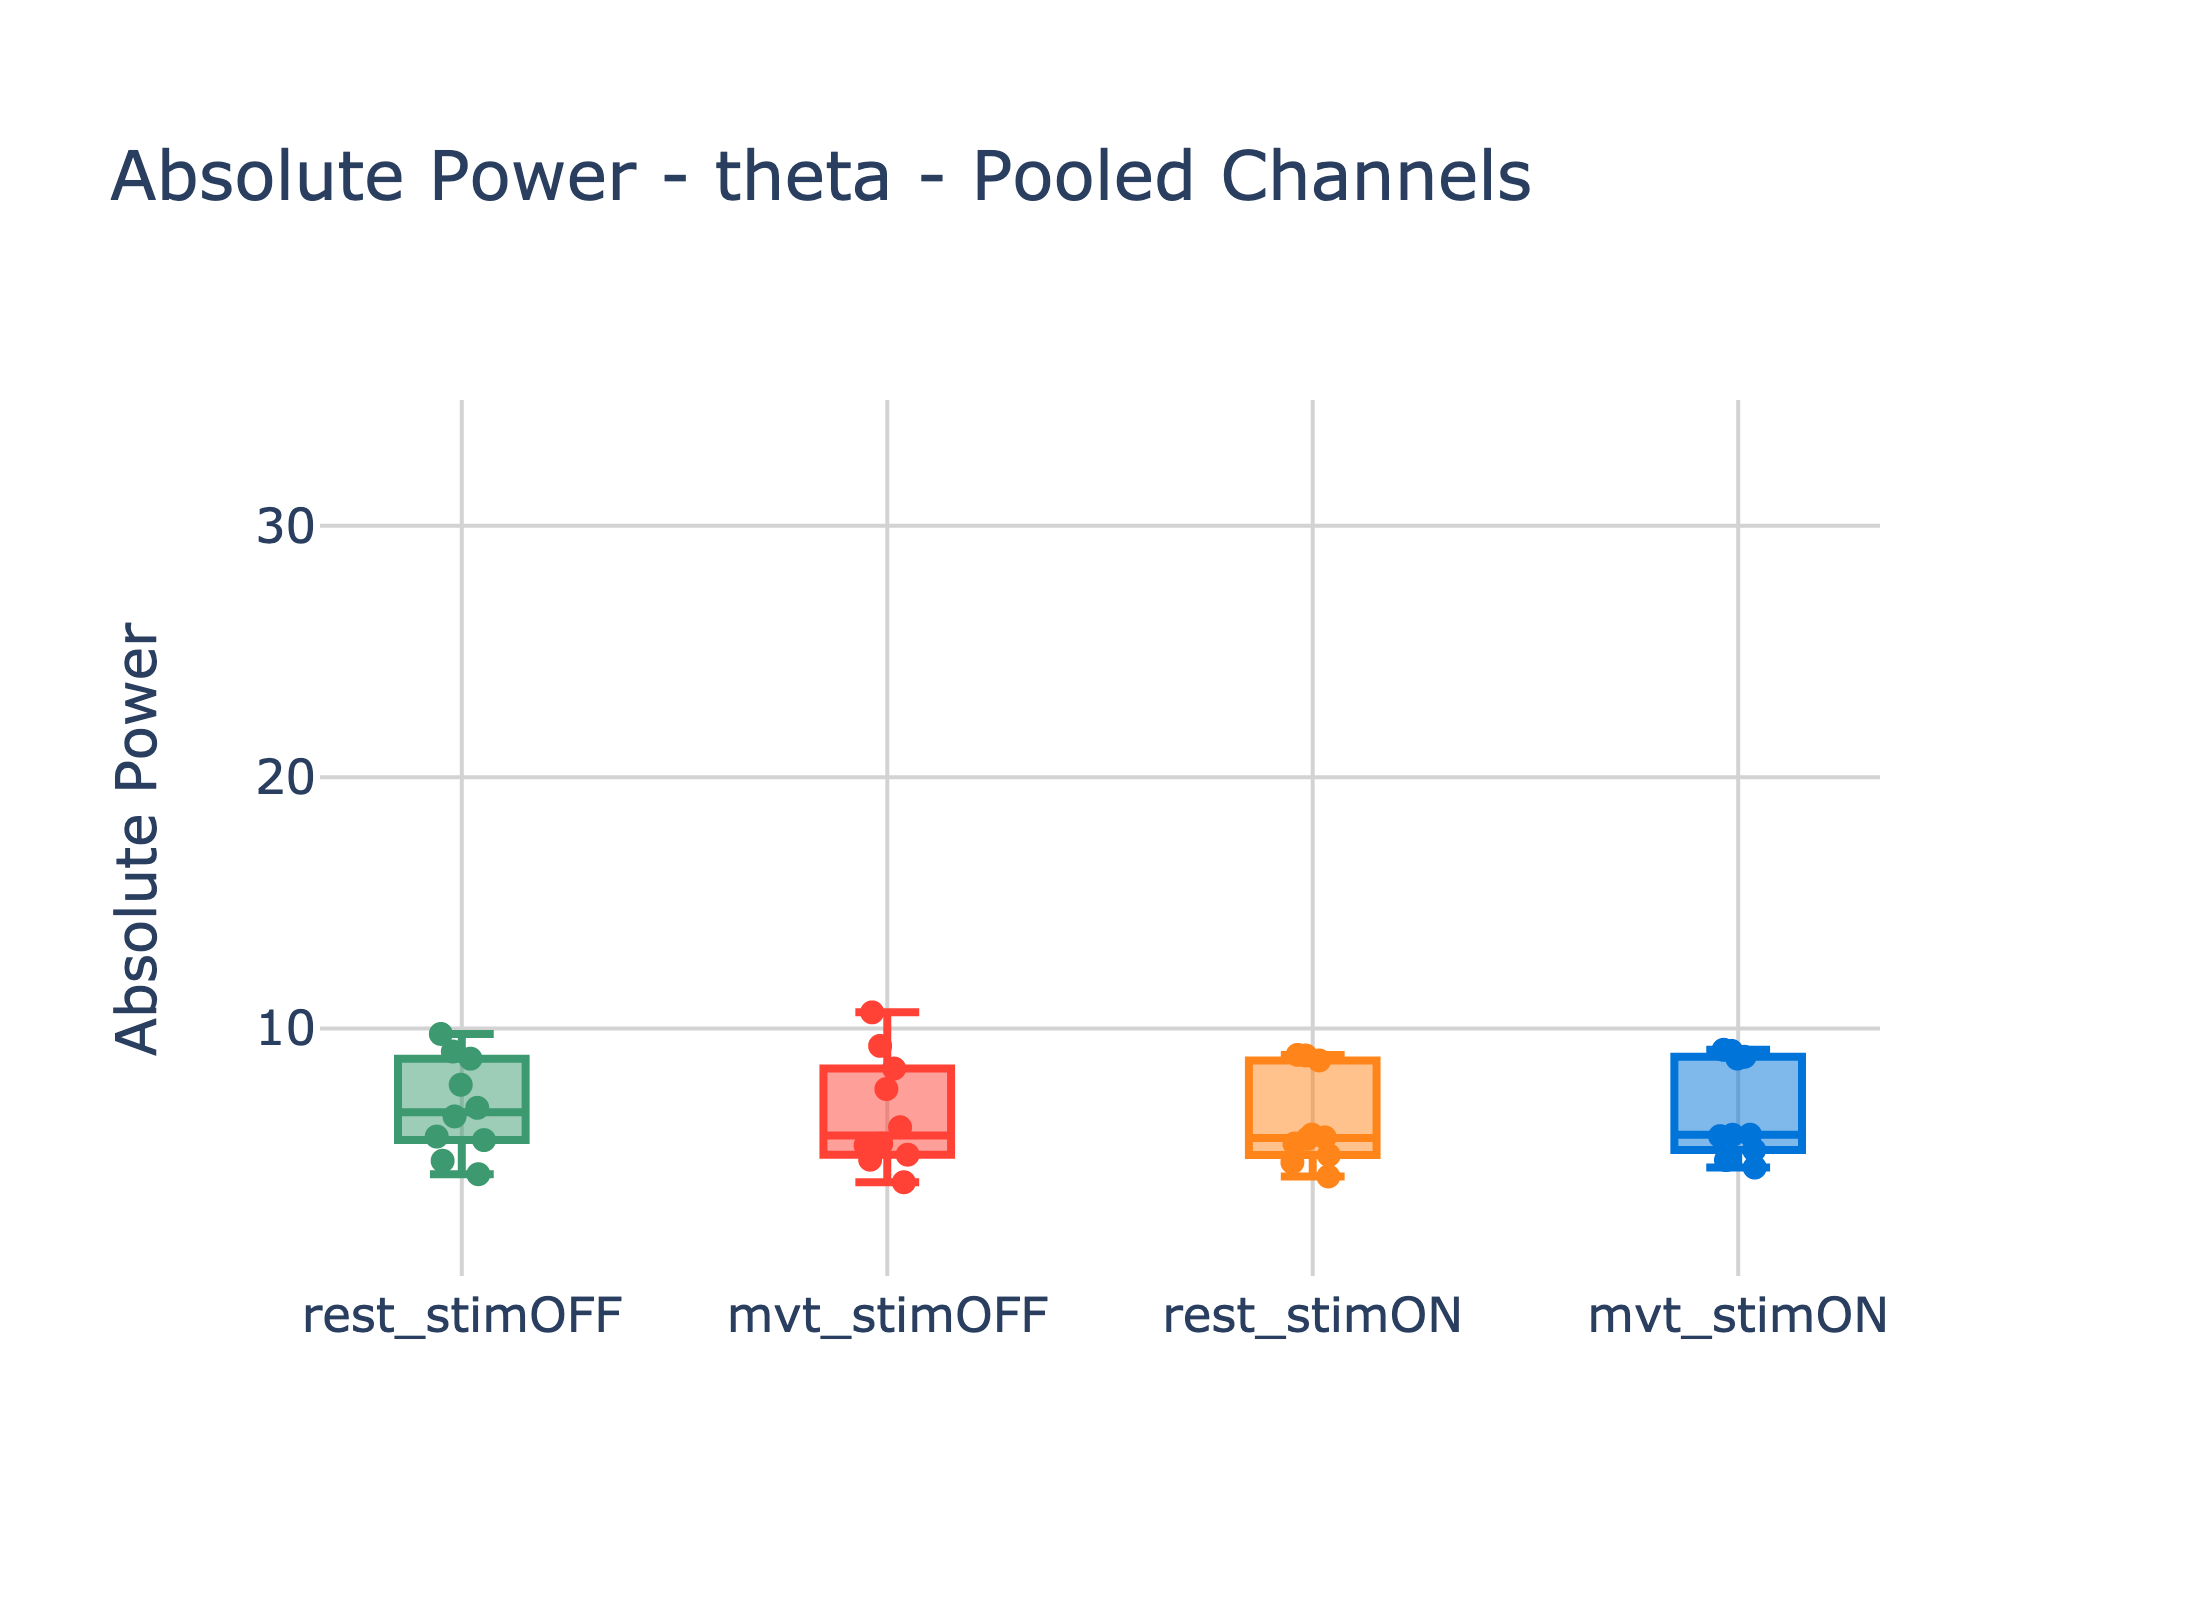 Absolute Power - theta - Pooled Channels
Absolute Power
30
20
10
rest_stimOFF
mvt_stimOFF
rest_stimON
mvt_stimON